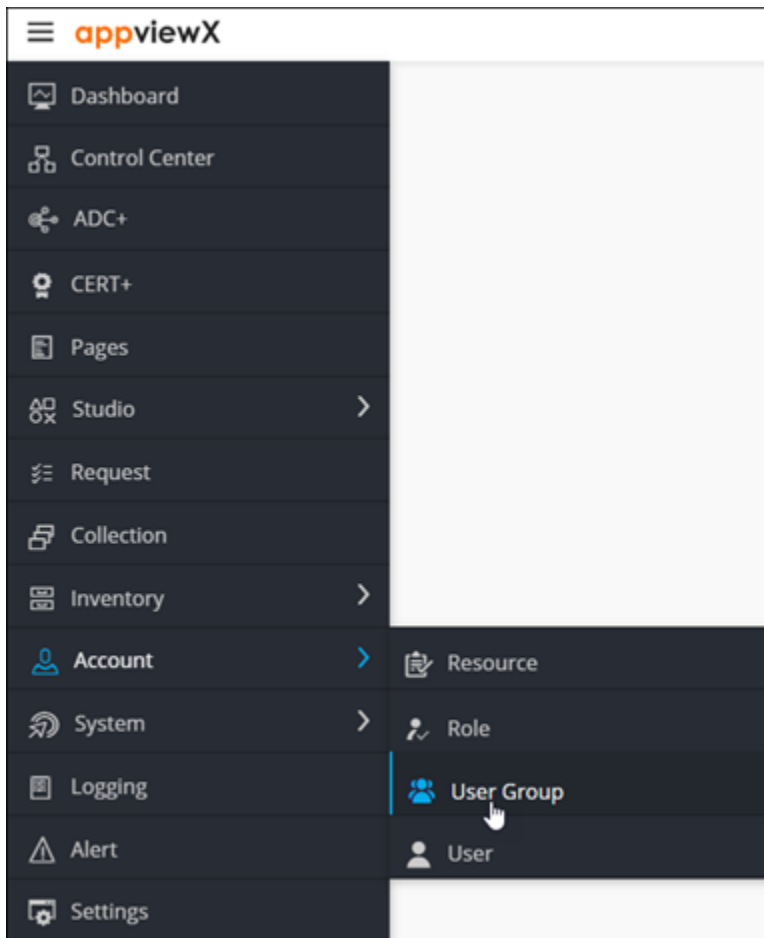 appviewX
Dashboard
Control Center
ADC+
CERT+
Pages
Studio
Request
Collection
Inventory
Account
Resource
Role
User Group
User
System
Logging
Alert
Settings